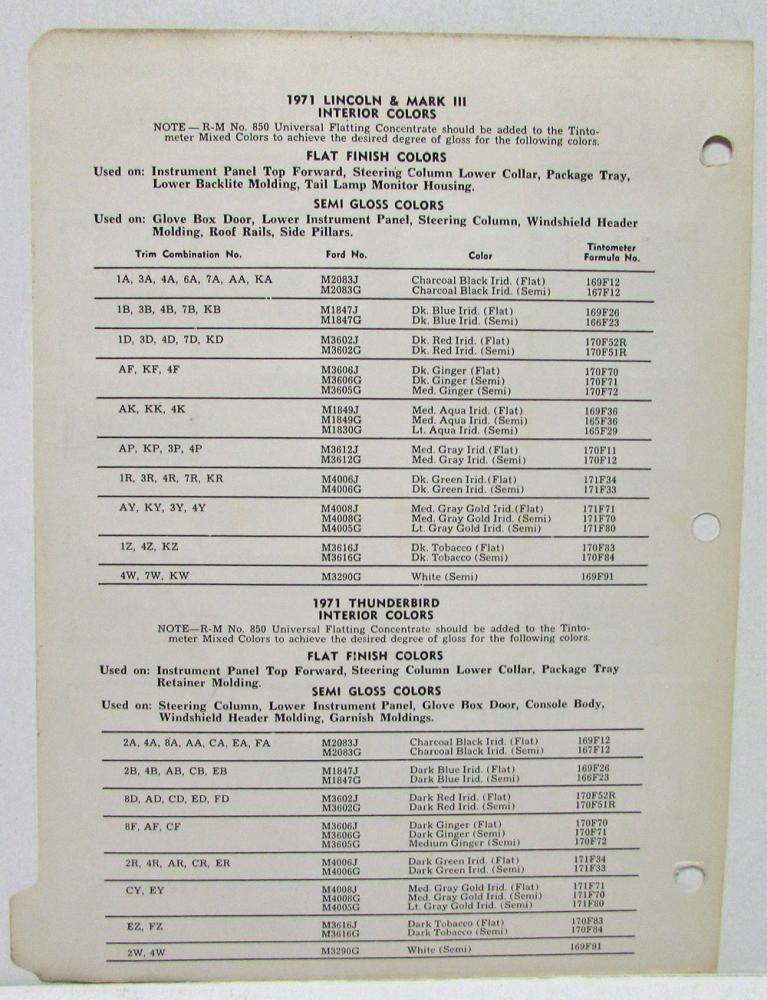 1971 LINCOLN & MARK III
INTERIOR COLORS
NOTE — R-M No. 850 Universal Flatting Concentrate should be added to the Tinto-
meter Mixed Colors to achieve the desired degree of gloss for the following colors.
FLAT FINISH COLORS
Used on: Instrument Panel Top Forward, Steering Column Lower Collar, Package Tray,
Lower Backlite Molding, Tail Lamp Monitor Housing.
SEMI GLOSS COLORS
Used on: Glove Box Door, Lower Instrument Panel, Steering Column, Windshield Header
Molding, Roof Rails, Side Pillars.
Trim Combination No. Ford No. Color Tintometer Formula No.
1A, 3A, 4A, 6A, 7A, AA, KA M2083J Charcoal Black Irid. (Flat) 169F12
M2083G Charcoal Black Irid. (Semi) 167F12
1B, 3B, 4B, 7B, KB M1847J Dk. Blue Irid. (Flat) 169F26
M1847G Dk. Blue Irid. (Semi) 166F23
1D, 3D, 4D, 7D, KD M3602J Dk. Red Irid. (Flat) 170F52R
M3602G Dk. Red Irid. (Semi) 170F51R
AF, KF, 4F M3606J Dk. Ginger (Flat) 170F70
M3606G Dk. Ginger (Semi) 170F71
M3605G Med. Ginger (Semi) 170F72
AK, KK, 4K M1849J Med. Aqua Irid. (Flat) 169F36
M1849G Med. Aqua Irid. (Semi) 165F36
M1830G Lt. Aqua Irid. (Semi) 165F29
AP, KP, 3P, 4P M3612J Med. Gray Irid.(Flat) 170F11
M3612G Med. Gray Irid. (Semi) 170F12
1R, 3R, 4R, 7R, KR M4006J Dk. Green Irid.(Flat) 171F34
M4006G Dk. Green Irid. (Semi) 171F33
AY, KY, 3Y, 4Y M4008J Med. Gray Gold Irid.(Flat) 171F71
M4008G Med. Gray Gold Irid. (Semi) 171F70
M4005G Lt. Gray Gold Irid. (Semi) 171F80
1Z, 4Z, KZ M3616J Dk. Tobacco (Flat) 170F83
M3616G Dk. Tobacco (Semi) 170F84
4W, 7W, KW M3290G White (Semi) 169F91
1971 THUNDERBIRD
INTERIOR COLORS
NOTE—R-M No. 850 Universal Flatting Concentrate should be added to the Tinto-
meter Mixed Colors to achieve the desired degree of gloss for the following colors.
FLAT FINISH COLORS
Used on: Instrument Panel Top Forward, Steering Column Lower Collar, Package Tray
Retainer Molding.
SEMI GLOSS COLORS
Used on: Steering Column, Lower Instrument Panel, Glove Box Door, Console Body,
Windshield Header Molding, Garnish Moldings.
2A, 4A, 8A, AA, CA, EA, FA M2083J Charcoal Black Irid. (Flat) 169F12
M2083G Charcoal Black Irid. (Semi) 167F12
2B, 4B, AB, CB, EB M1847J Dark Blue Irid. (Flat) 169F26
M1847G Dark Blue Irid. (Semi) 166F23
8D, AD, CD, ED, FD M3602J Dark Red Irid. (Flat) 170F52R
M3602G Dark Red Irid. (Semi) 170F51R
8F, AF, CF M3606J Dark Ginger (Flat) 170F70
M3606G Dark Ginger (Semi) 170F71
M3605G Medium Ginger (Semi) 170F72
2R, 4R, AR, CR, ER M4006J Dark Green Irid. (Flat) 171F34
M4006G Dark Green Irid. (Semi) 171F33
CY, EY M4008J Med. Gray Gold Irid. (Flat) 171F71
M4008G Med. Gray Gold Irid. (Semi) 171F70
M4005G Lt. Gray Gold Irid. (Semi) 171F80
EZ, FZ M3616J Dark Tobacco (Flat) 170F83
M3616G Dark Tobacco (Semi) 170F84
2W, 4W M3290G White (Semi) 169F91